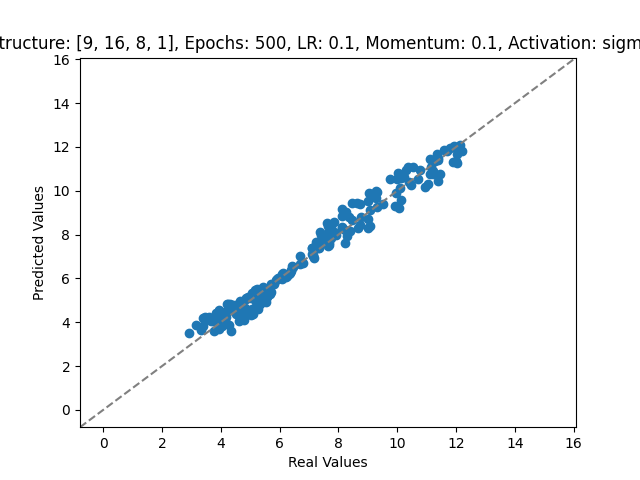 tructure: [9, 16, 8, 1], Epochs: 500, LR: 0.1, Momentum: 0.1, Activation: sigm
16
14
12
10
8
6
4
2
0
Predicted Values
0 2 4 6 8 10 12 14 16
Real Values